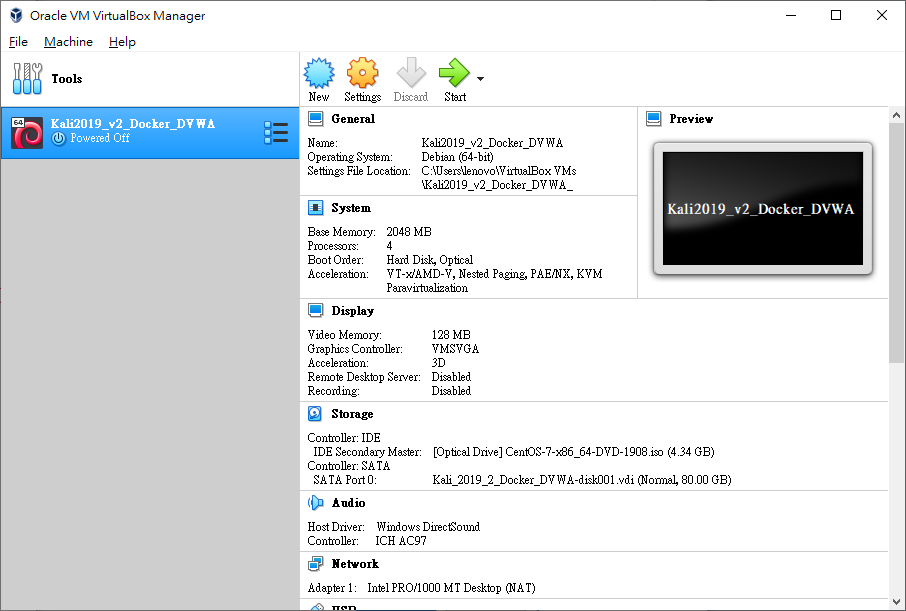 Oracle VM VirtualBox Manager
File Machine Help
Tools
New Settings Discard Start
64
Kali2019_v2_Docker_DVWA
Powered Off
General
Name: Kali2019_v2_Docker_DVWA
Operating System: Debian (64-bit)
Settings File Location: C:\Users\lenovo\VirtualBox VMs
\Kali2019_v2_Docker_DVWA_
Preview
Kali2019_v2_Docker_DVWA
System
Base Memory: 2048 MB
Processors: 4
Boot Order: Hard Disk, Optical
Acceleration: VT-x/AMD-V, Nested Paging, PAE/NX, KVM
Paravirtualization
Display
Video Memory: 128 MB
Graphics Controller: VMSVGA
Acceleration: 3D
Remote Desktop Server: Disabled
Recording: Disabled
Storage
Controller: IDE
IDE Secondary Master: [Optical Drive] CentOS-7-x86_64-DVD-1908.iso (4.34 GB)
Controller: SATA
SATA Port 0: Kali_2019_2_Docker_DVWA-disk001.vdi (Normal, 80.00 GB)
Audio
Host Driver: Windows DirectSound
Controller: ICH AC97
Network
Adapter 1: Intel PRO/1000 MT Desktop (NAT)
USB